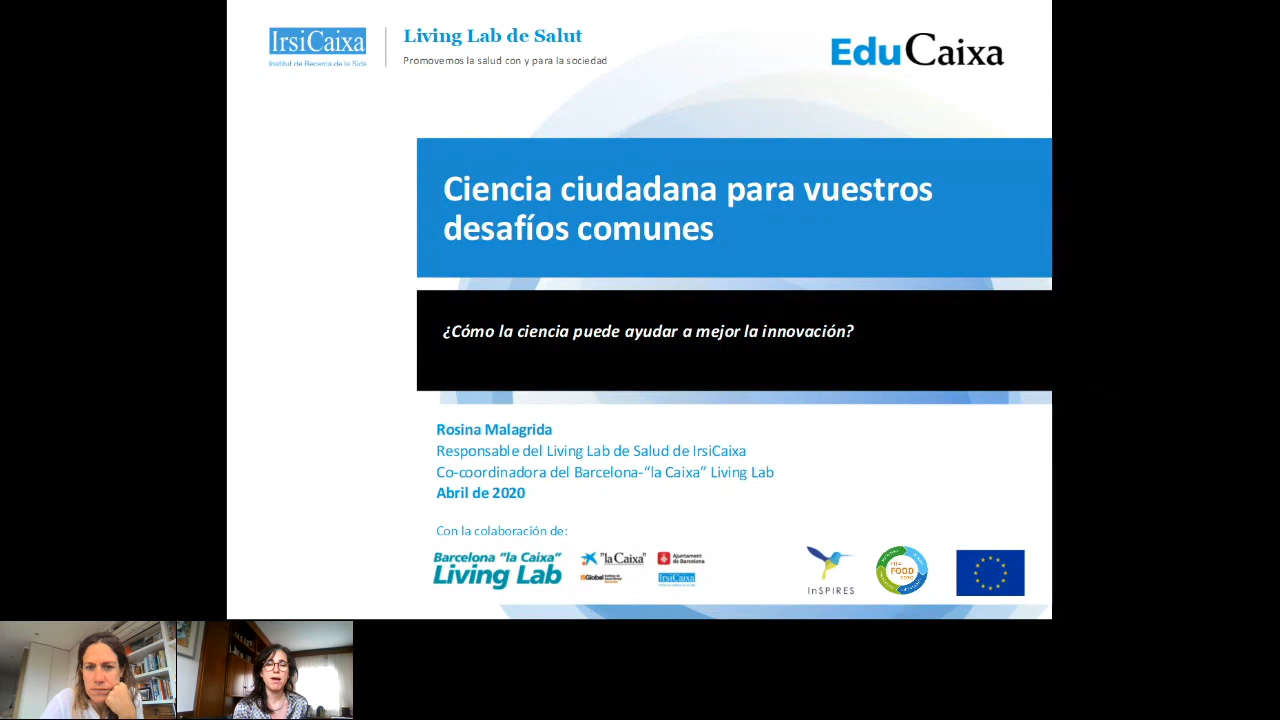 IrsiCaixa
Institut de Recerca de la Sida
Living Lab de Salut
Promovemos la salud con y para la sociedad
EduCaixa
Ciencia ciudadana para vuestros
desafíos comunes
¿Cómo la ciencia puede ayudar a mejor la innovación?
Rosina Malagrida
Responsable del Living Lab de Salud de IrsiCaixa
Co-coordinadora del Barcelona-“la Caixa” Living Lab
Abril de 2020
Con la colaboración de:
Barcelona "la Caixa"
Living Lab
"la Caixa"
Ajuntament
de Barcelona
ISGlobal
IrsiCaixa
InSPIRES
FOOD
2030